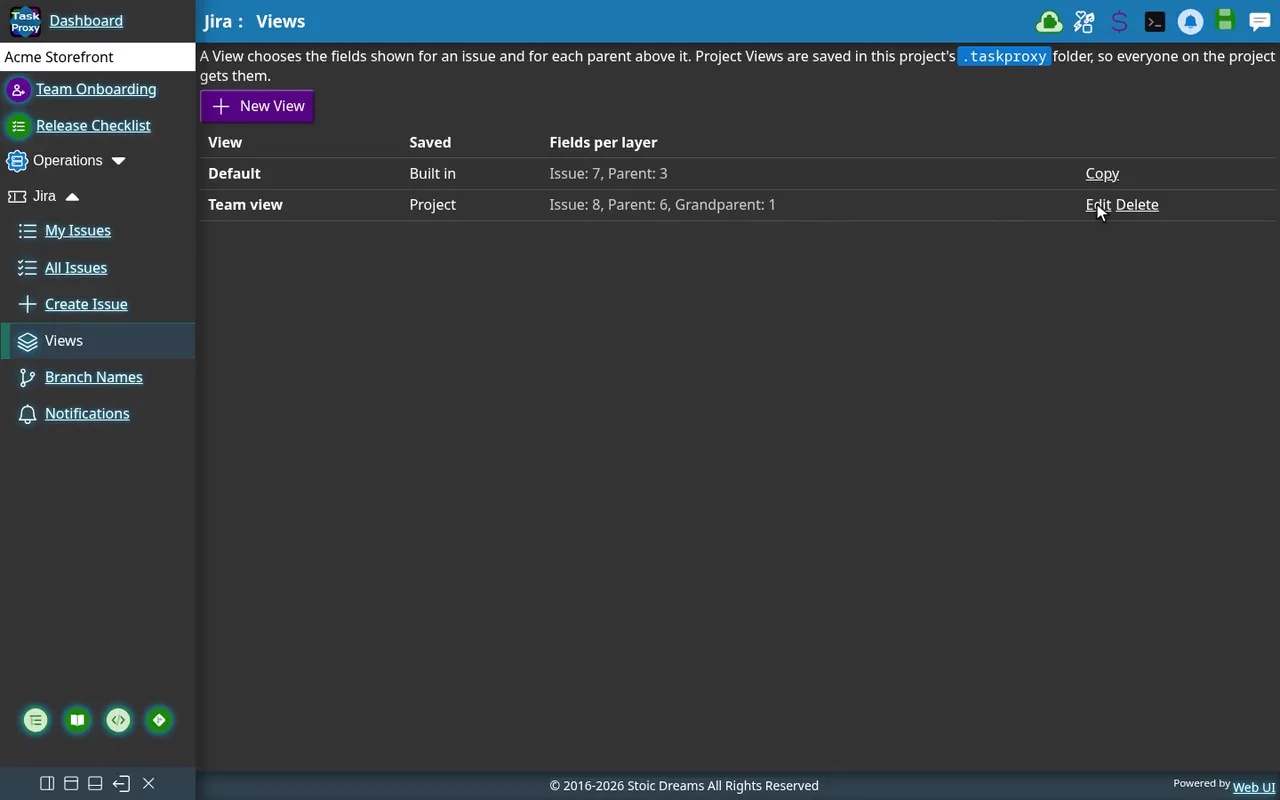 Task Proxy
Dashboard
Jira :   Views
Acme Storefront
Team Onboarding
Release Checklist
Operations
Jira
My Issues
All Issues
Create Issue
Views
Branch Names
Notifications
A View chooses the fields shown for an issue and for each parent above it. Project Views are saved in this project's .taskproxy folder, so everyone on the project
gets them.
New View
View   Saved   Fields per layer
Default   Built in   Issue: 7, Parent: 3   Copy
Team view   Project   Issue: 8, Parent: 6, Grandparent: 1   Edit Delete
© 2016-2026 Stoic Dreams All Rights Reserved
Powered by Web UI